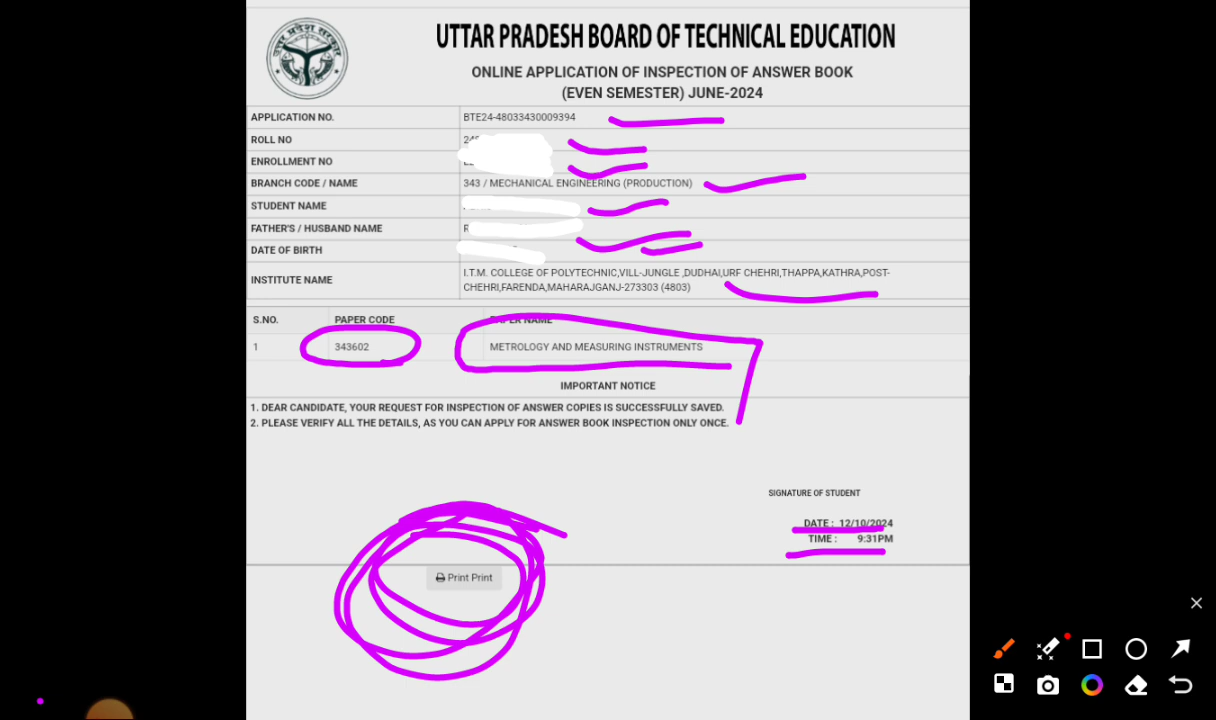 UTTAR PRADESH BOARD OF TECHNICAL EDUCATION
ONLINE APPLICATION OF INSPECTION OF ANSWER BOOK
(EVEN SEMESTER) JUNE-2024
APPLICATION NO. BTE24-48033430009394
ROLL NO
ENROLLMENT NO
BRANCH CODE / NAME 343 / MECHANICAL ENGINEERING (PRODUCTION)
STUDENT NAME
FATHER'S / HUSBAND NAME
DATE OF BIRTH
INSTITUTE NAME I.T.M. COLLEGE OF POLYTECHNIC,VILL-JUNGLE ,DUDHAI,URF CHEHRI,THAPPA,KATHRA,POST-
CHEHRI,FARENDA,MAHARAJGANJ-273303 (4803)
S.NO. PAPER CODE PAPER NAME
1 343602 METROLOGY AND MEASURING INSTRUMENTS
IMPORTANT NOTICE
1. DEAR CANDIDATE, YOUR REQUEST FOR INSPECTION OF ANSWER COPIES IS SUCCESSFULLY SAVED.
2. PLEASE VERIFY ALL THE DETAILS, AS YOU CAN APPLY FOR ANSWER BOOK INSPECTION ONLY ONCE.
SIGNATURE OF STUDENT
DATE : 12/10/2024
TIME : 9:31PM
Print Print